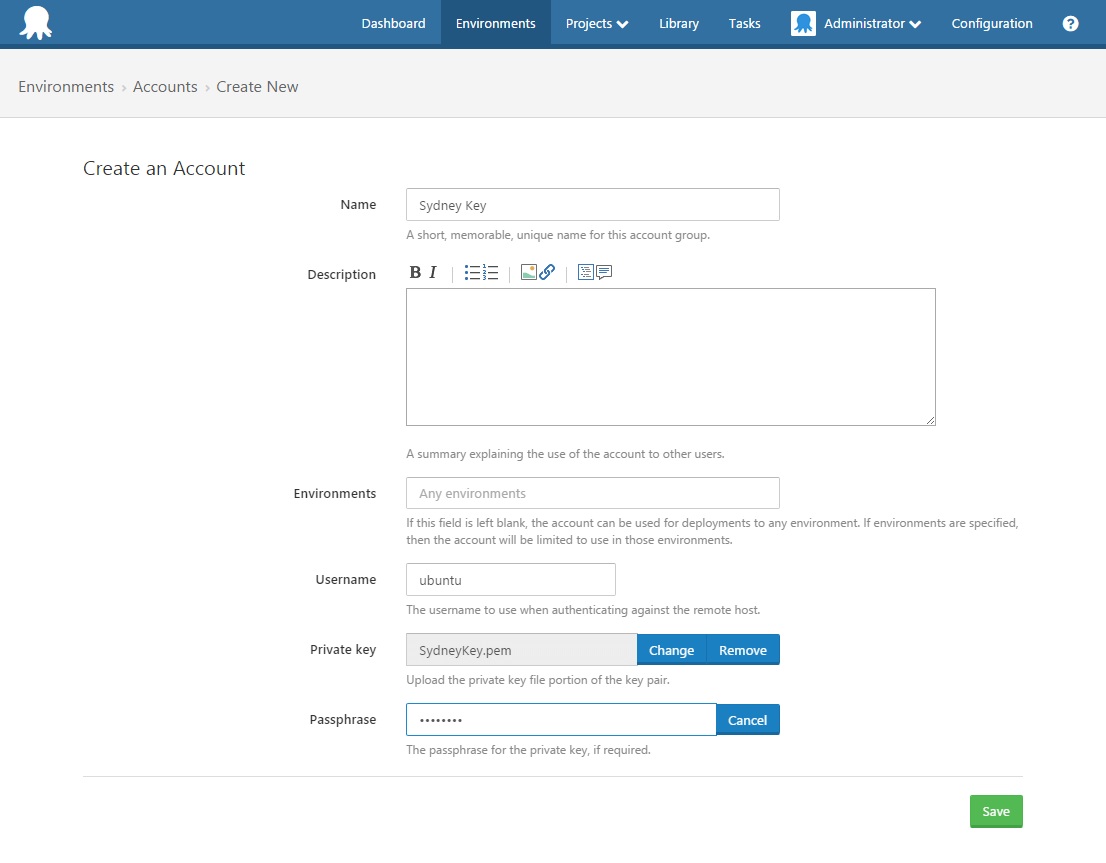 Dashboard Environments Projects Library Tasks Administrator Configuration ?
Environments › Accounts › Create New
Create an Account
Name Sydney Key
A short, memorable, unique name for this account group.
Description B I
A summary explaining the use of the account to other users.
Environments Any environments
If this field is left blank, the account can be used for deployments to any environment. If environments are specified,
then the account will be limited to use in those environments.
Username ubuntu
The username to use when authenticating against the remote host.
Private key SydneyKey.pem Change Remove
Upload the private key file portion of the key pair.
Passphrase •••••••• Cancel
The passphrase for the private key, if required.
Save